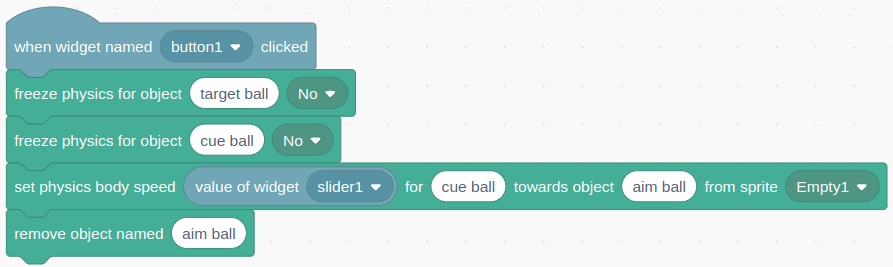 when widget named button1 clicked
freeze physics for object target ball No
freeze physics for object cue ball No
set physics body speed value of widget slider1 for cue ball towards object aim ball from sprite Empty1
remove object named aim ball